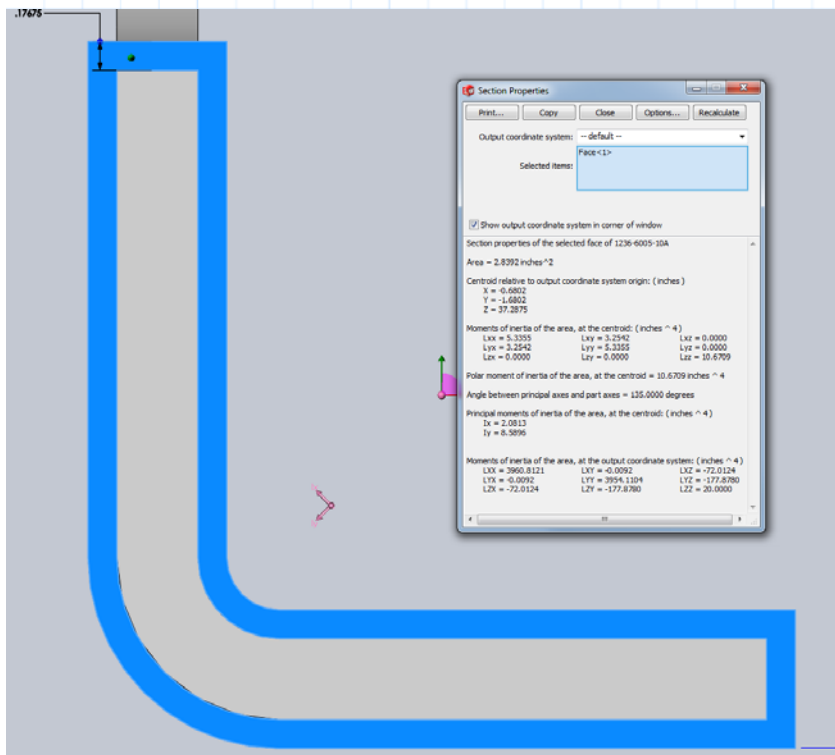 .17675
Section Properties
Print... Copy Close Options... Recalculate
Output coordinate system: -- default --
Selected items: Face<1>
Show output coordinate system in corner of window
Section properties of the selected face of 1236-6005-10A
Area = 2.8392 inches^2
Centroid relative to output coordinate system origin: ( inches )
X = -0.6802
Y = -1.6802
Z = 37.2875
Moments of inertia of the area, at the centroid: ( inches ^ 4 )
Lxx = 5.3355 Lxy = 3.2542 Lxz = 0.0000
Lyx = 3.2542 Lyy = 5.3355 Lyz = 0.0000
Lzx = 0.0000 Lzy = 0.0000 Lzz = 10.6709
Polar moment of inertia of the area, at the centroid = 10.6709 inches ^ 4
Angle between principal axes and part axes = 135.0000 degrees
Principal moments of inertia of the area, at the centroid: ( inches ^ 4 )
Ix = 2.0813
Iy = 8.5896
Moments of inertia of the area, at the output coordinate system: ( inches ^ 4 )
LXX = 3960.8121 LXY = -0.0092 LXZ = -72.0124
LYX = -0.0092 LYY = 3954.1104 LYZ = -177.8780
LZX = -72.0124 LZY = -177.8780 LZZ = 20.0000